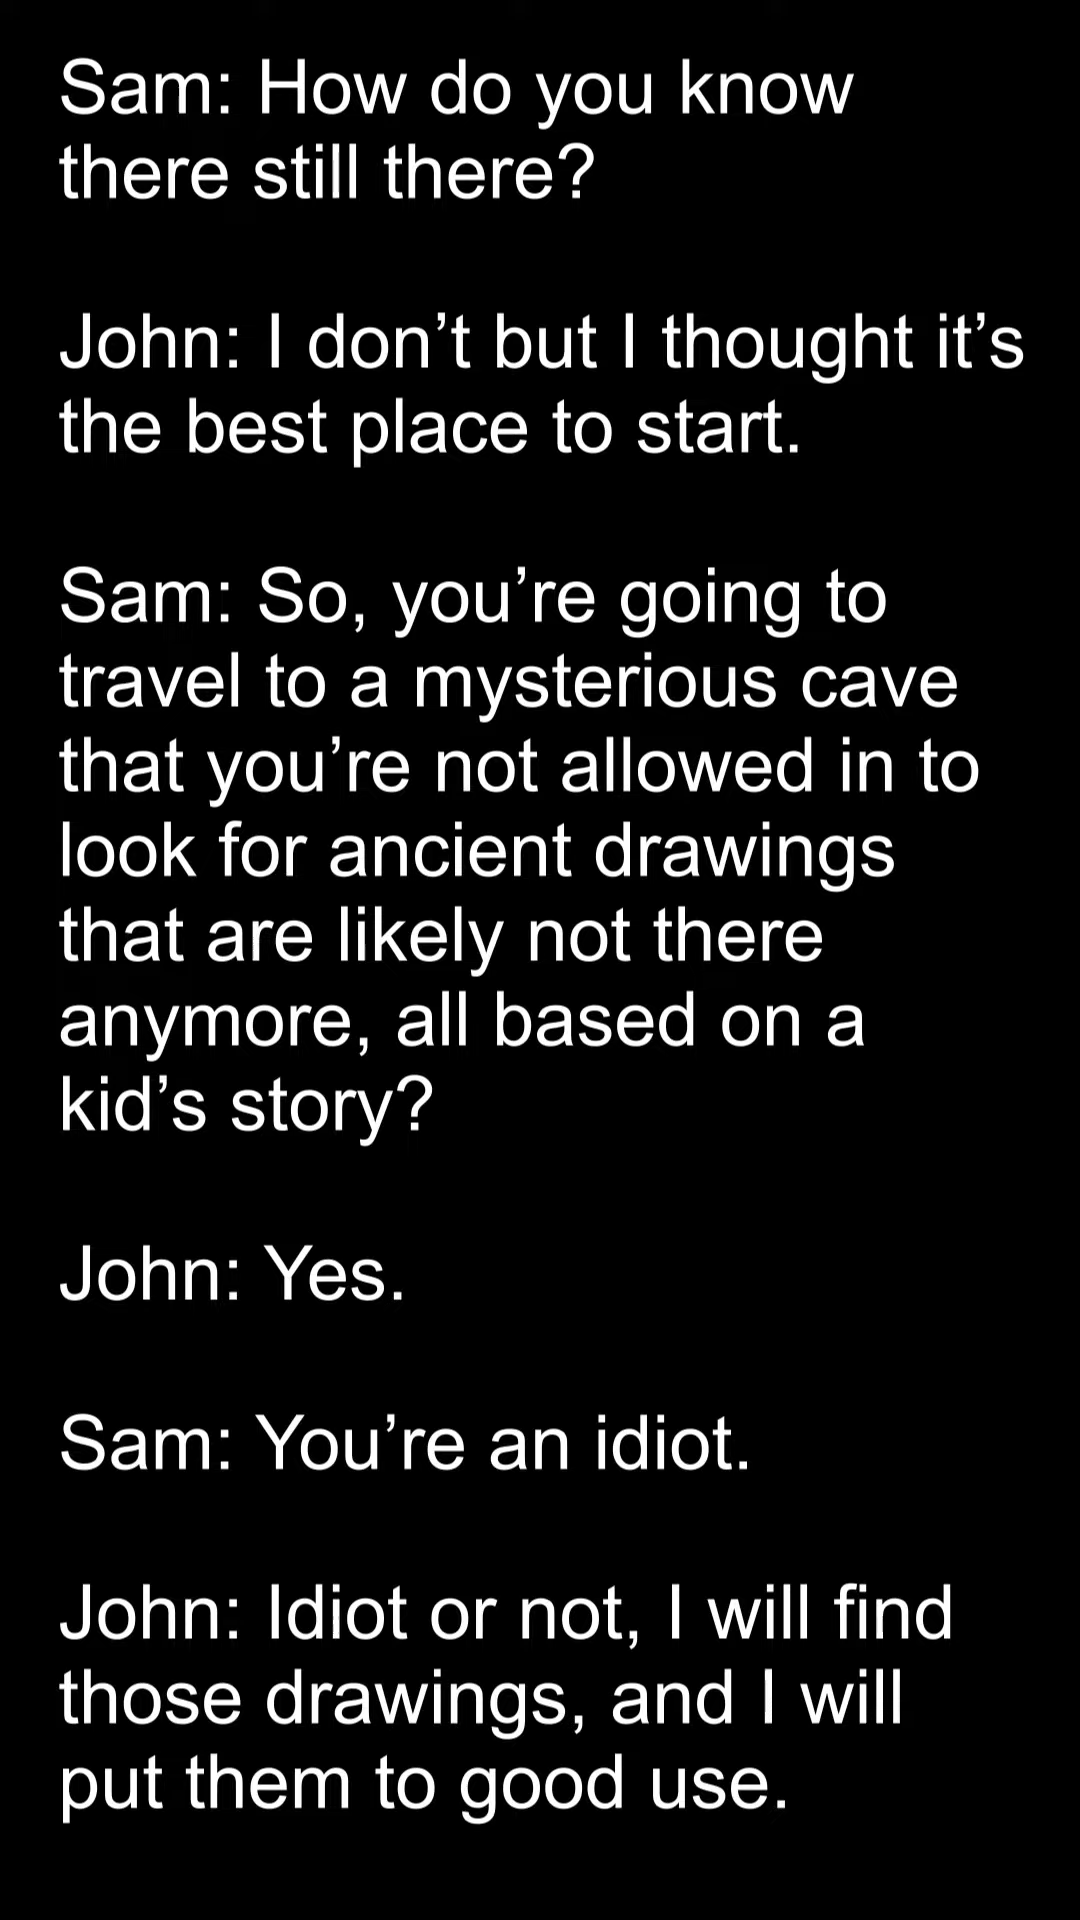 Sam: How do you know
there still there?
John: I don’t but I thought it’s
the best place to start.
Sam: So, you’re going to
travel to a mysterious cave
that you’re not allowed in to
look for ancient drawings
that are likely not there
anymore, all based on a
kid’s story?
John: Yes.
Sam: You’re an idiot.
John: Idiot or not, I will find
those drawings, and I will
put them to good use.